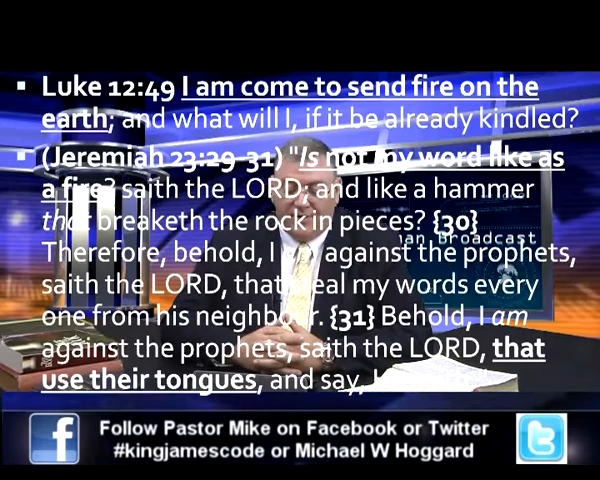 Luke 12:49 I am come to send fire on the
earth; and what will I, if it be already kindled?
(Jeremiah 23:29-31) "Is not my word like as
a fire? saith the LORD; and like a hammer
that breaketh the rock in pieces? {30}
Therefore, behold, I am against the prophets,
saith the LORD, that steal my words every
one from his neighbour. {31} Behold, I am
against the prophets, saith the LORD, that
use their tongues, and say,
Broadcast
Follow Pastor Mike on Facebook or Twitter
#kingjamescode or Michael W Hoggard